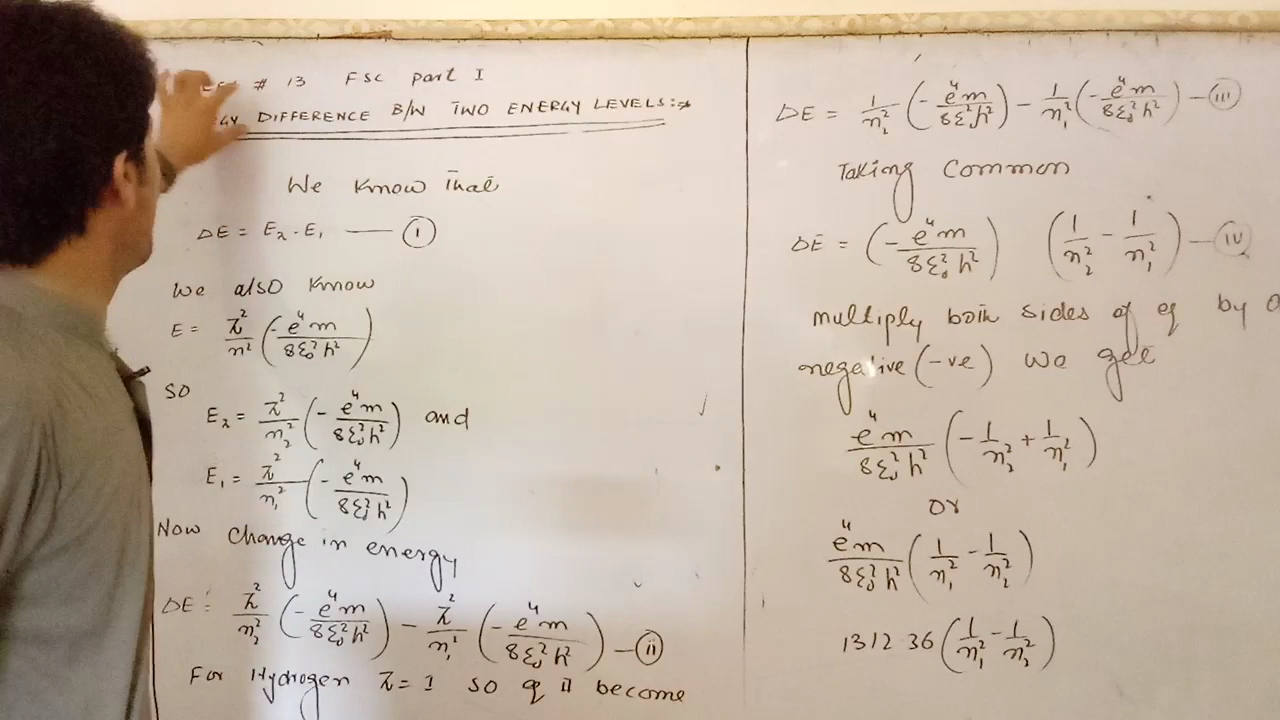 # 13 FSc part I
DIFFERENCE B/W TWO ENERGY LEVELS:→
We know that
ΔE = E₂ - E₁ —— (i)
We also know
E = Z²/n² (-e⁴m/8ε₀²h²)
SO
E₂ = Z²/n₂² (-e⁴m/8ε₀²h²) and
E₁ = Z²/n₁² (-e⁴m/8ε₀²h²)
Now change in energy
ΔE = Z²/n₂² (-e⁴m/8ε₀²h²) - Z²/n₁² (-e⁴m/8ε₀²h²) — (ii)
For Hydrogen Z = 1 so eq II become
ΔE = 1/n₂² (-e⁴m/8ε₀²h²) - 1/n₁² (-e⁴m/8ε₀²h²) — (iii)
Taking Common
ΔE = (-e⁴m/8ε₀²h²) (1/n₂² - 1/n₁²) — (iv)
multiply both sides of eq by a
negative (-ve) we get
e⁴m/8ε₀²h² (-1/n₂² + 1/n₁²)
or
e⁴m/8ε₀²h² (1/n₁² - 1/n₂²)
1312 36 (1/n₁² - 1/n₂²)